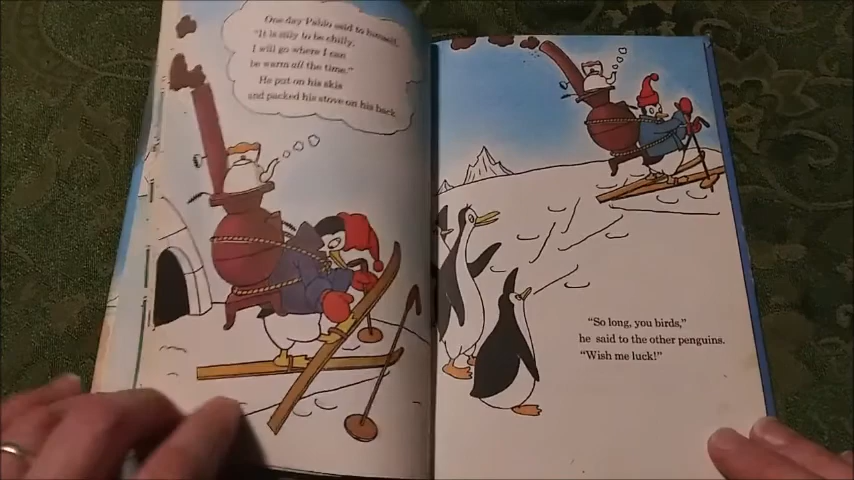 One day Pablo said to himself,
"It is silly to be chilly.
I will go where I can
be warm all the time."
He put on his skis
and packed his stove on his back.
"So long, you birds,"
he said to the other penguins.
"Wish me luck!"